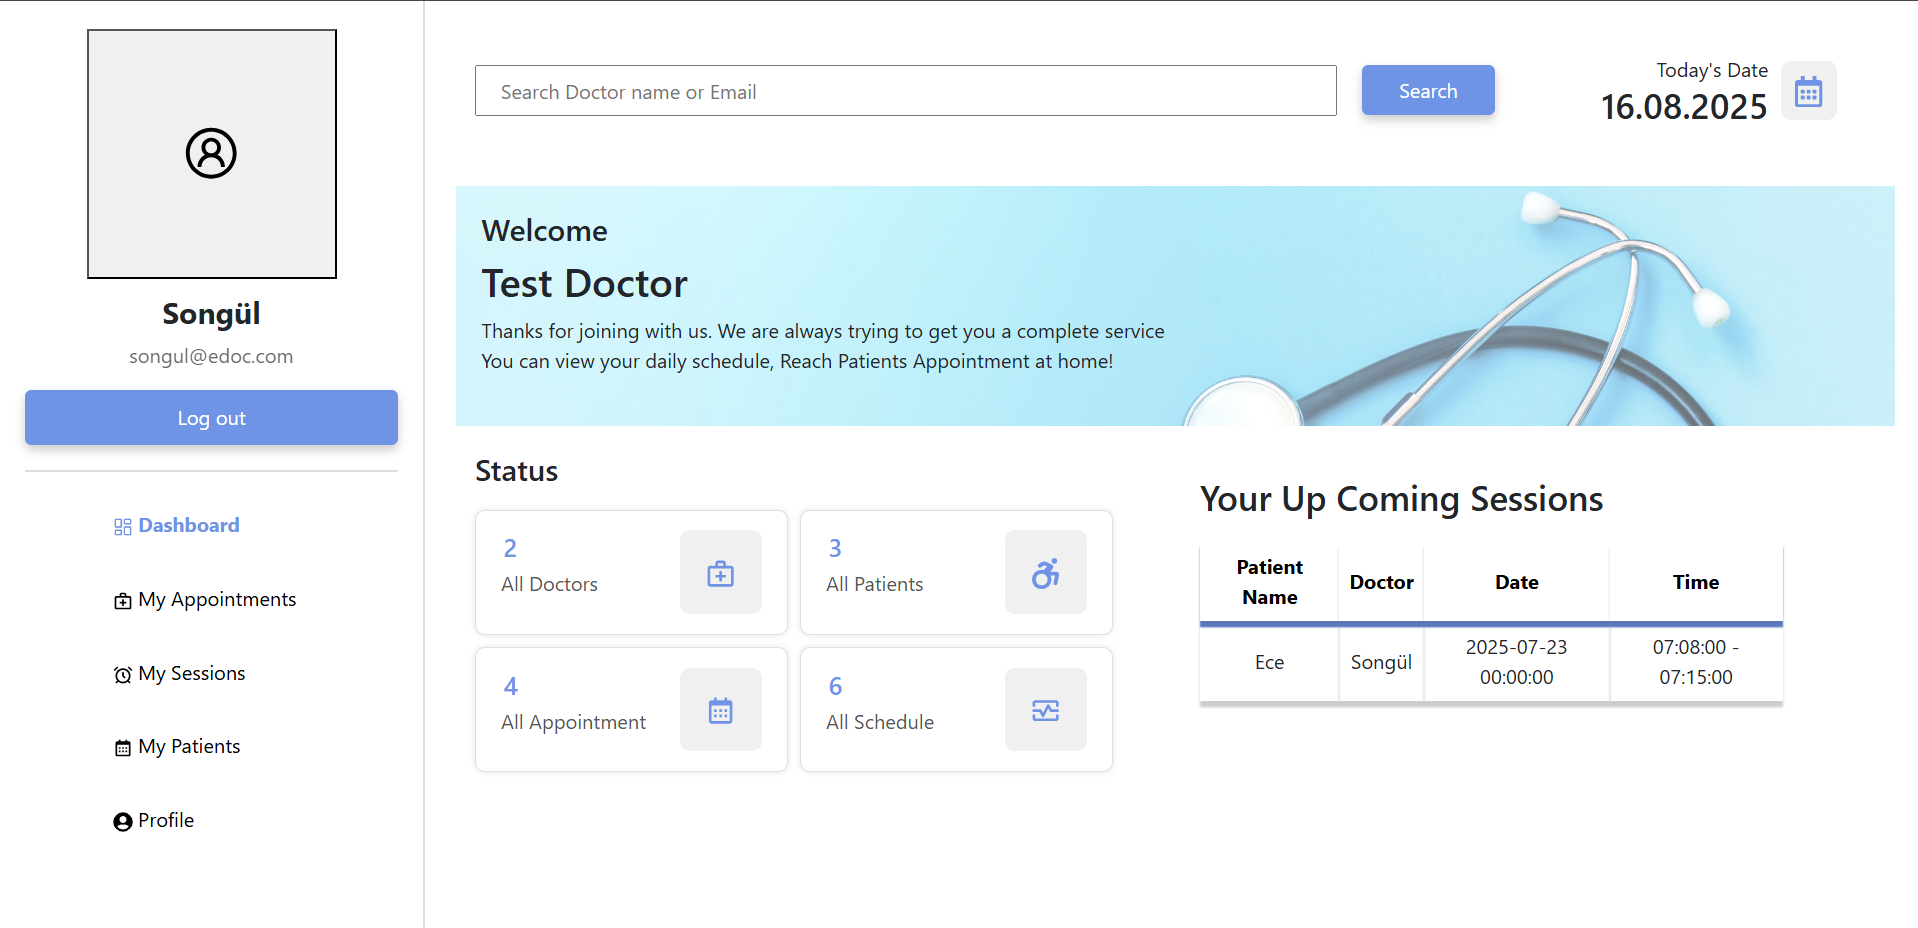 Songül
songul@edoc.com
Log out
Dashboard
My Appointments
My Sessions
My Patients
Profile
Search Doctor name or Email
Search
Today's Date
16.08.2025
Welcome
Test Doctor
Thanks for joining with us. We are always trying to get you a complete service
You can view your daily schedule, Reach Patients Appointment at home!
Status
2
All Doctors
3
All Patients
4
All Appointment
6
All Schedule
Your Up Coming Sessions
Patient
Name
Doctor
Date
Time
Ece
Songül
2025-07-23
00:00:00
07:08:00 -
07:15:00